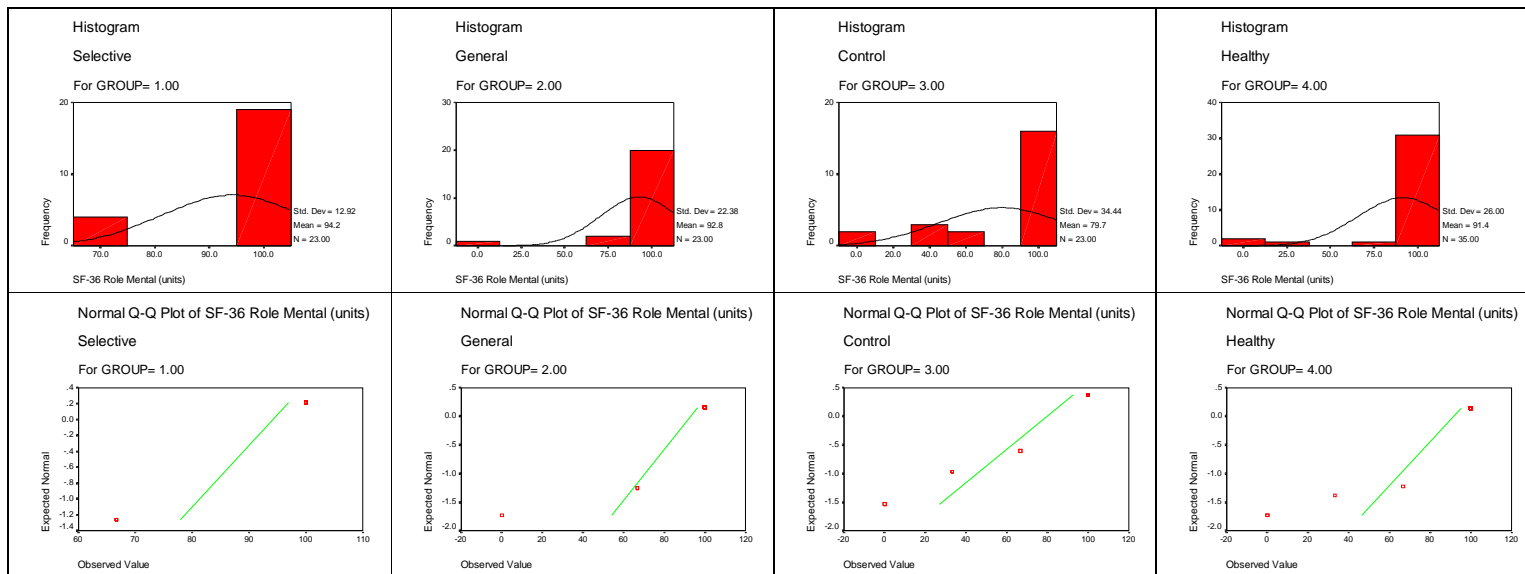 Histogram
Selective
For GROUP= 1.00
Frequency
20
10
0
70.0 80.0 90.0 100.0
Std. Dev = 12.92
Mean = 94.2
N = 23.00
SF-36 Role Mental (units)
Histogram
General
For GROUP= 2.00
Frequency
30
20
10
0
0.0 25.0 50.0 75.0 100.0
Std. Dev = 22.38
Mean = 92.8
N = 23.00
SF-36 Role Mental (units)
Histogram
Control
For GROUP= 3.00
Frequency
20
10
0
0.0 20.0 40.0 60.0 80.0 100.0
Std. Dev = 34.44
Mean = 79.7
N = 23.00
SF-36 Role Mental (units)
Histogram
Healthy
For GROUP= 4.00
Frequency
40
30
20
10
0
0.0 25.0 50.0 75.0 100.0
Std. Dev = 26.00
Mean = 91.4
N = 35.00
SF-36 Role Mental (units)
Normal Q-Q Plot of SF-36 Role Mental (units)
Selective
For GROUP= 1.00
Expected Normal
.4
.2
0.0
-.2
-.4
-.6
-.8
-1.0
-1.2
-1.4
60 70 80 90 100 110
Observed Value
Normal Q-Q Plot of SF-36 Role Mental (units)
General
For GROUP= 2.00
Expected Normal
.5
0.0
-.5
-1.0
-1.5
-2.0
-20 0 20 40 60 80 100 120
Observed Value
Normal Q-Q Plot of SF-36 Role Mental (units)
Control
For GROUP= 3.00
Expected Normal
.5
0.0
-.5
-1.0
-1.5
-2.0
-20 0 20 40 60 80 100 120
Observed Value
Normal Q-Q Plot of SF-36 Role Mental (units)
Healthy
For GROUP= 4.00
Expected Normal
.5
0.0
-.5
-1.0
-1.5
-2.0
-20 0 20 40 60 80 100 120
Observed Value